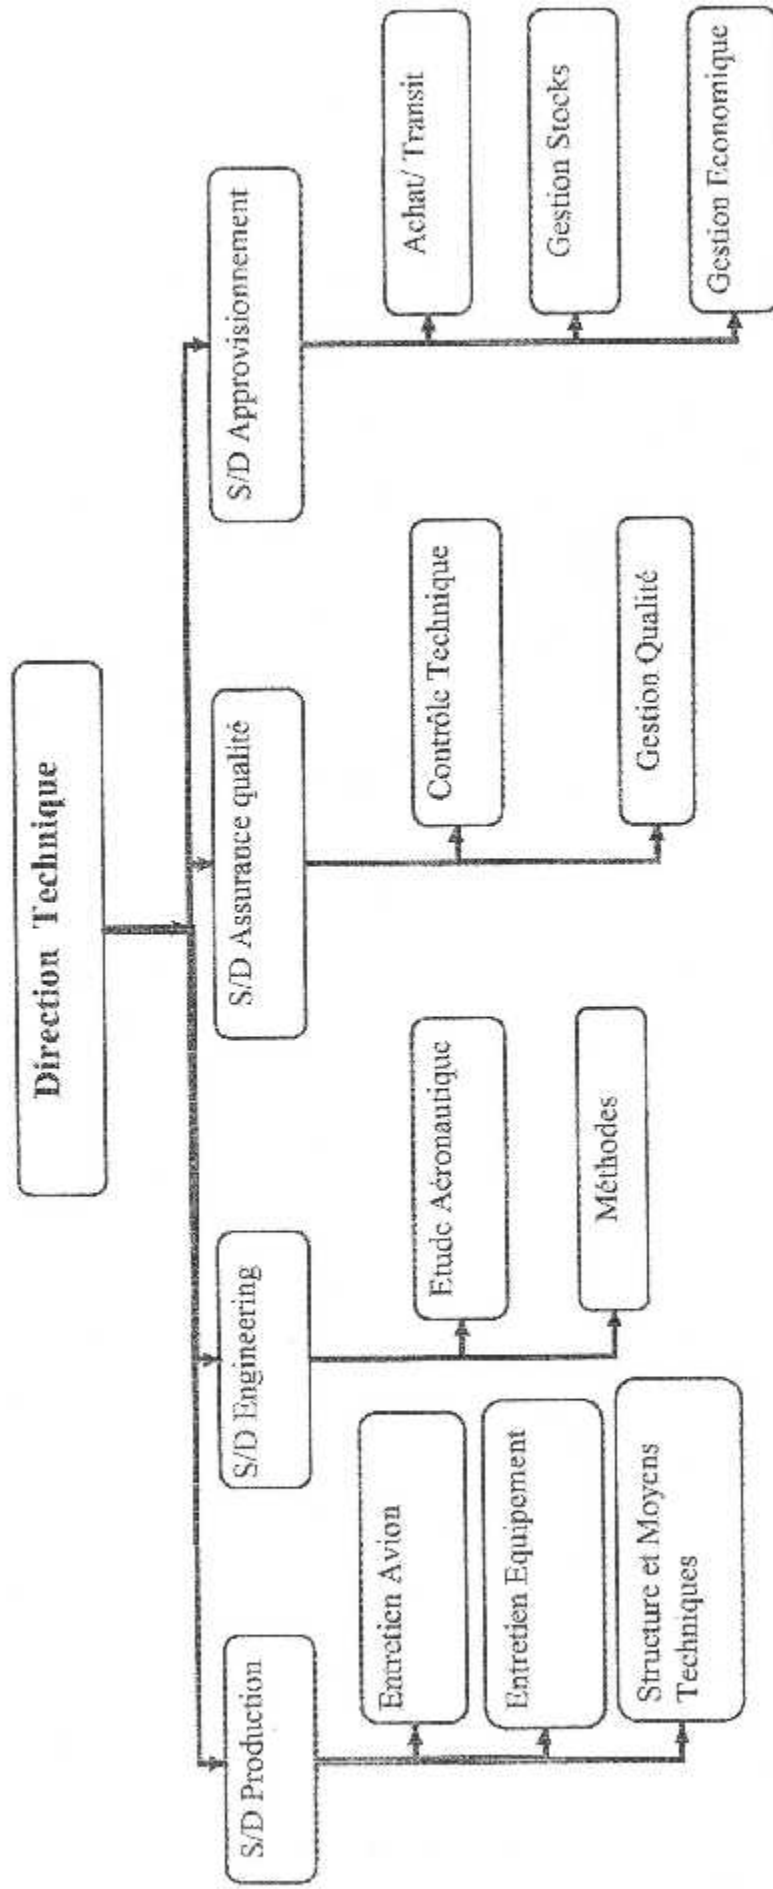 Direction Technique
S/D Production
S/D Engineering
S/D Assurance qualité
S/D Approvisionnement
Entretien Avion
Entretien Equipement
Structure et Moyens
Techniques
Etude Aéronautique
Méthodes
Contrôle Technique
Gestion Qualité
Achat/ Transit
Gestion Stocks
Gestion Economique